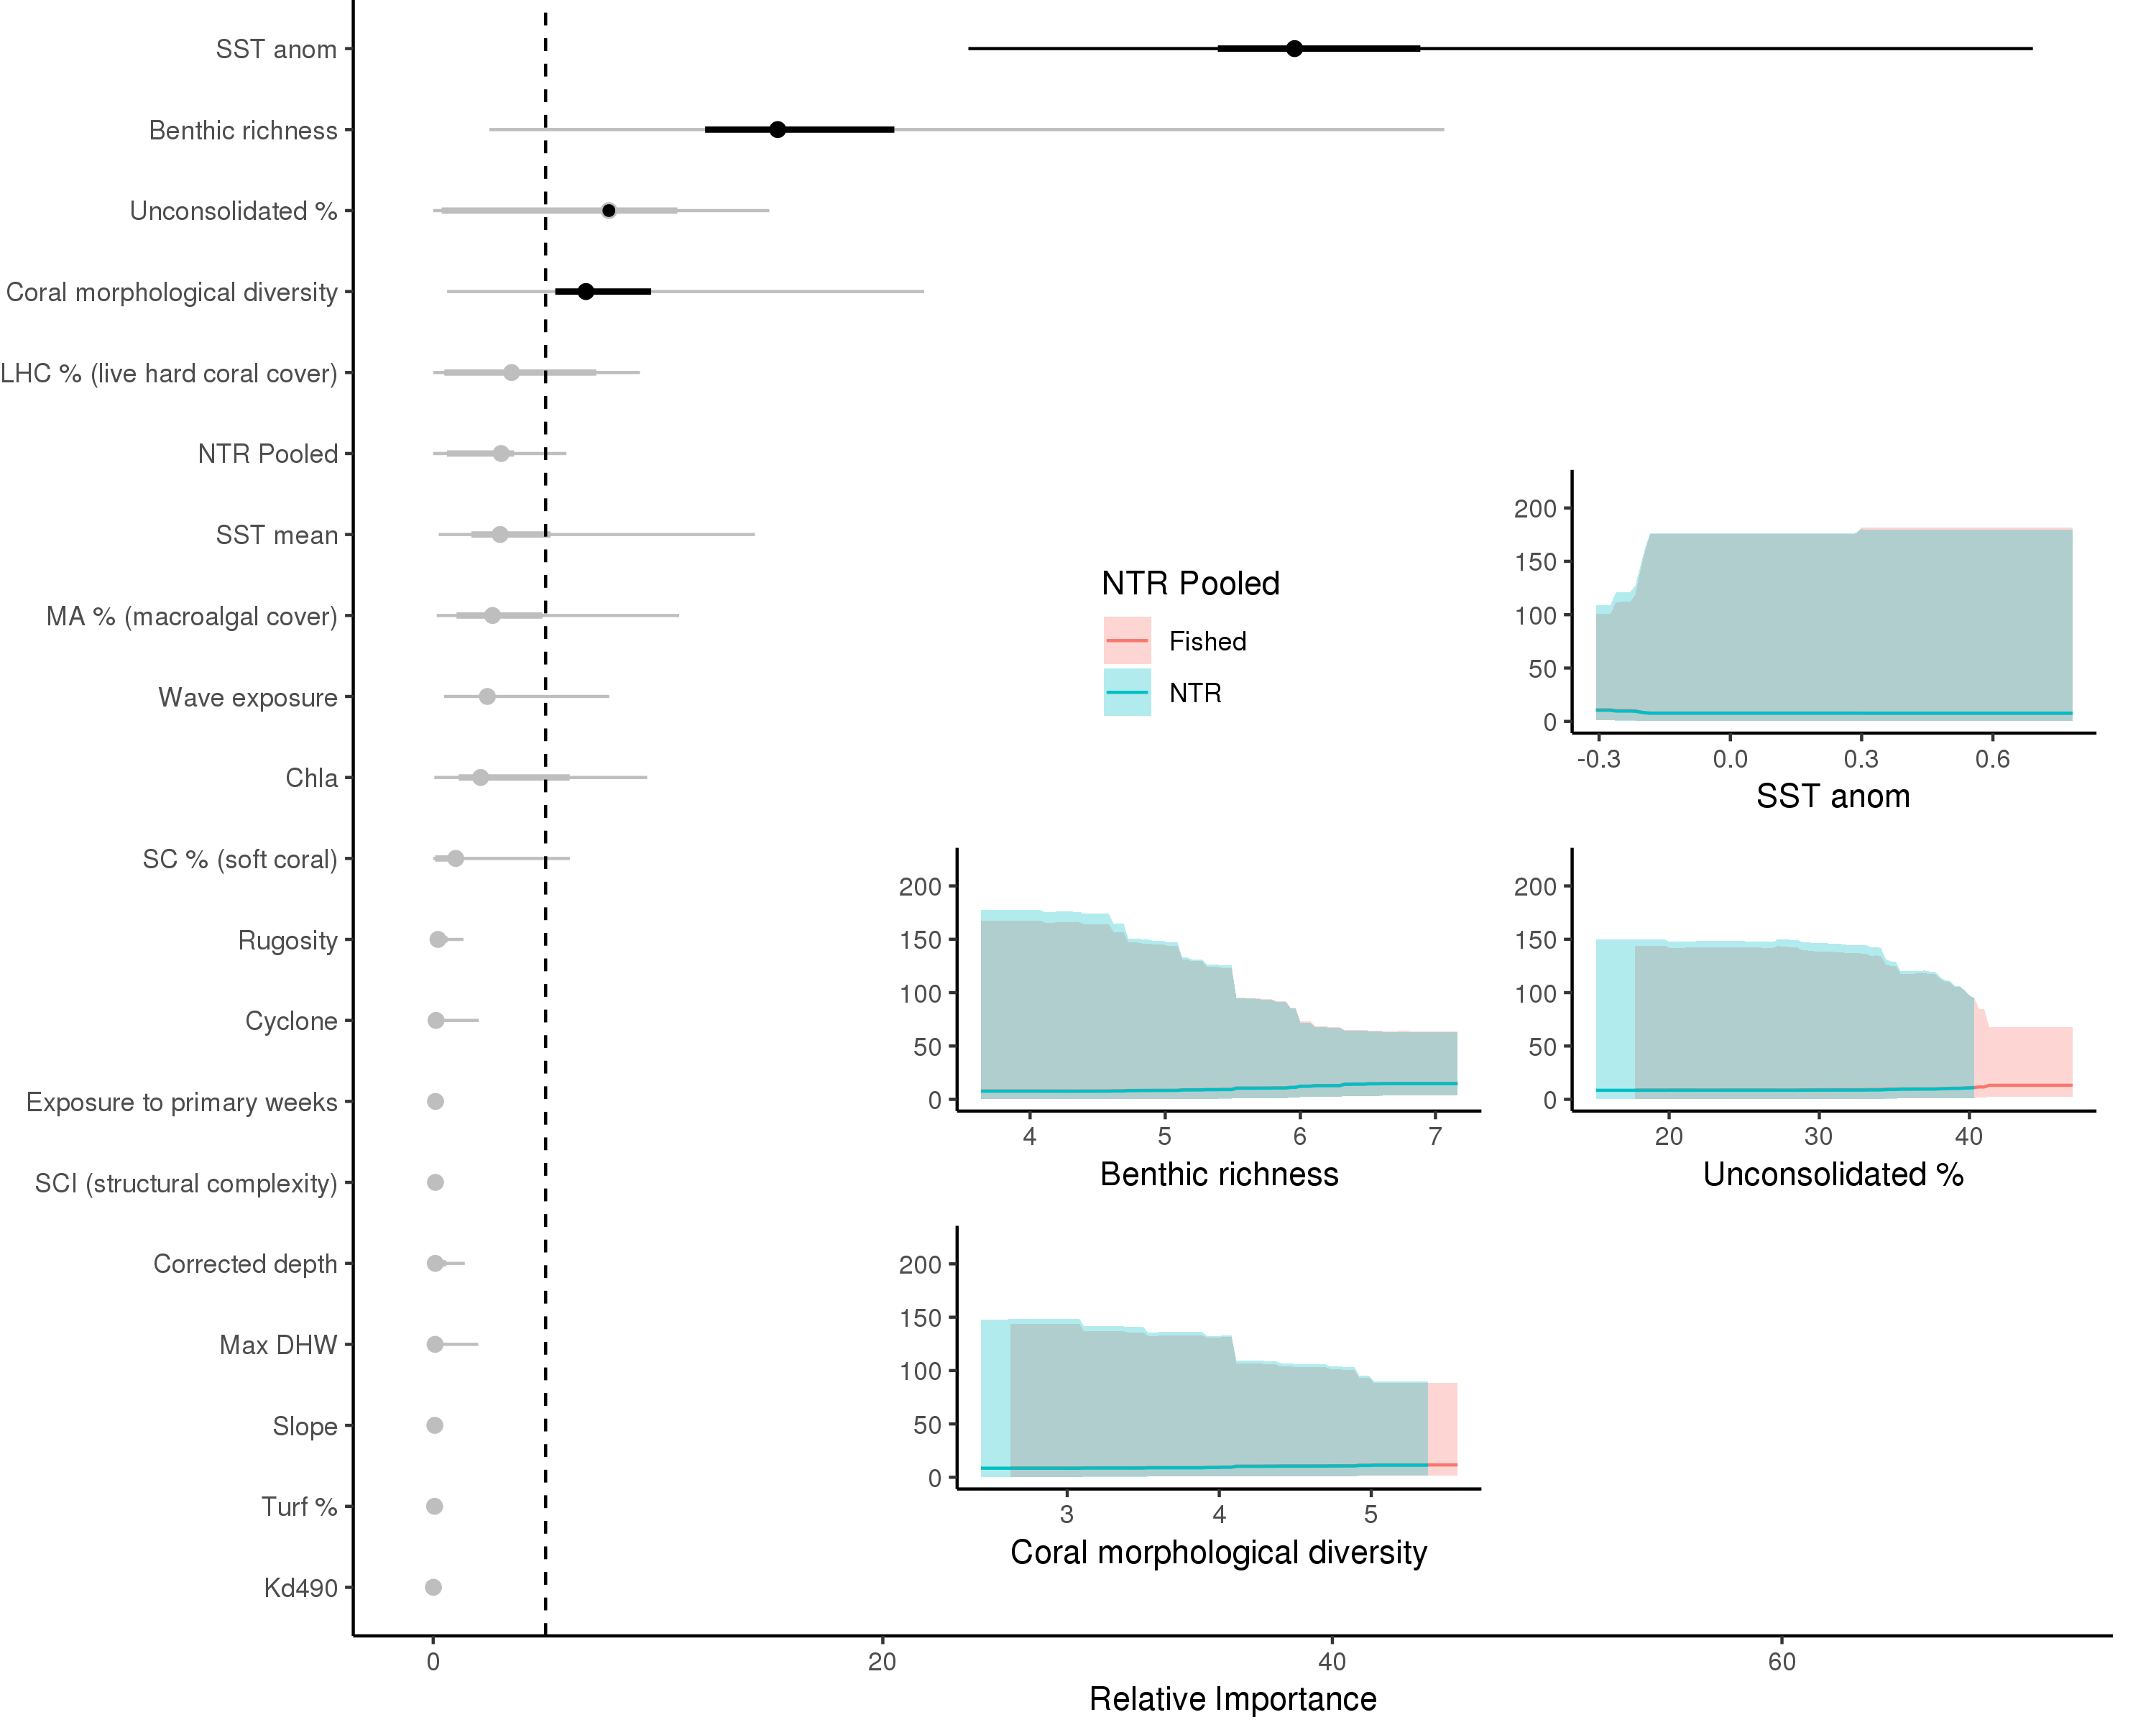 SST anom
Benthic richness
Unconsolidated %
Coral morphological diversity
LHC % (live hard coral cover)
NTR Pooled
SST mean
MA % (macroalgal cover)
Wave exposure
Chla
SC % (soft coral)
Rugosity
Cyclone
Exposure to primary weeks
SCI (structural complexity)
Corrected depth
Max DHW
Slope
Turf %
Kd490
0 20 40 60
Relative Importance
NTR Pooled
Fished
NTR
200
150
100
50
0
-0.3 0.0 0.3 0.6
SST anom
200
150
100
50
0
4 5 6 7
Benthic richness
200
150
100
50
0
20 30 40
Unconsolidated %
200
150
100
50
0
3 4 5
Coral morphological diversity